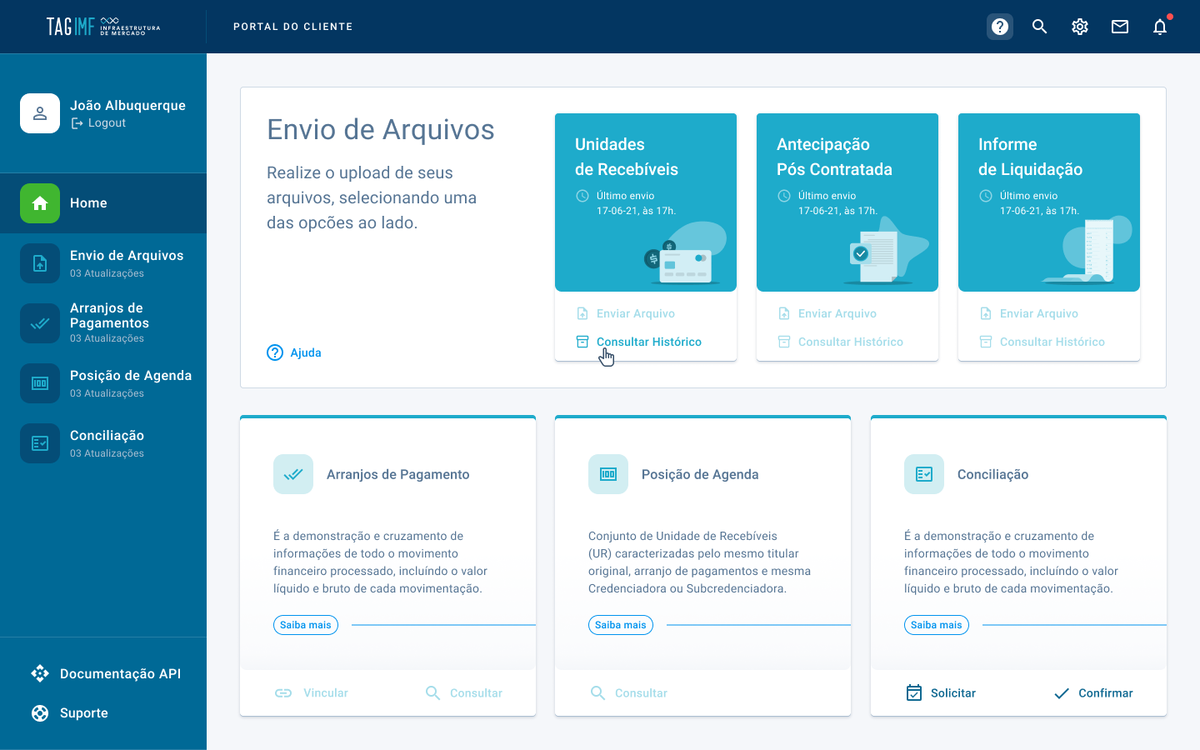 TAG IMF INFRAESTRUTURA
DE MERCADO
PORTAL DO CLIENTE
João Albuquerque
Logout
Home
Envio de Arquivos
03 Atualizações
Arranjos de
Pagamentos
03 Atualizações
Posição de Agenda
03 Atualizações
Conciliação
03 Atualizações
Documentação API
Suporte
Envio de Arquivos
Realize o upload de seus
arquivos, selecionando uma
das opcões ao lado.
Ajuda
Unidades
de Recebíveis
Último envio
17-06-21, às 17h.
Enviar Arquivo
Consultar Histórico
Antecipação
Pós Contratada
Último envio
17-06-21, às 17h.
Enviar Arquivo
Consultar Histórico
Informe
de Liquidação
Último envio
17-06-21, às 17h.
Enviar Arquivo
Consultar Histórico
Arranjos de Pagamento
É a demonstração e cruzamento de
informações de todo o movimento
financeiro processado, incluíndo o valor
líquido e bruto de cada movimentação.
Saiba mais
Vincular
Consultar
Posição de Agenda
Conjunto de Unidade de Recebíveis
(UR) caracterizadas pelo mesmo titular
original, arranjo de pagamentos e mesma
Credenciadora ou Subcredenciadora.
Saiba mais
Consultar
Conciliação
É a demonstração e cruzamento de
informações de todo o movimento
financeiro processado, incluíndo o valor
líquido e bruto de cada movimentação.
Saiba mais
Solicitar
Confirmar